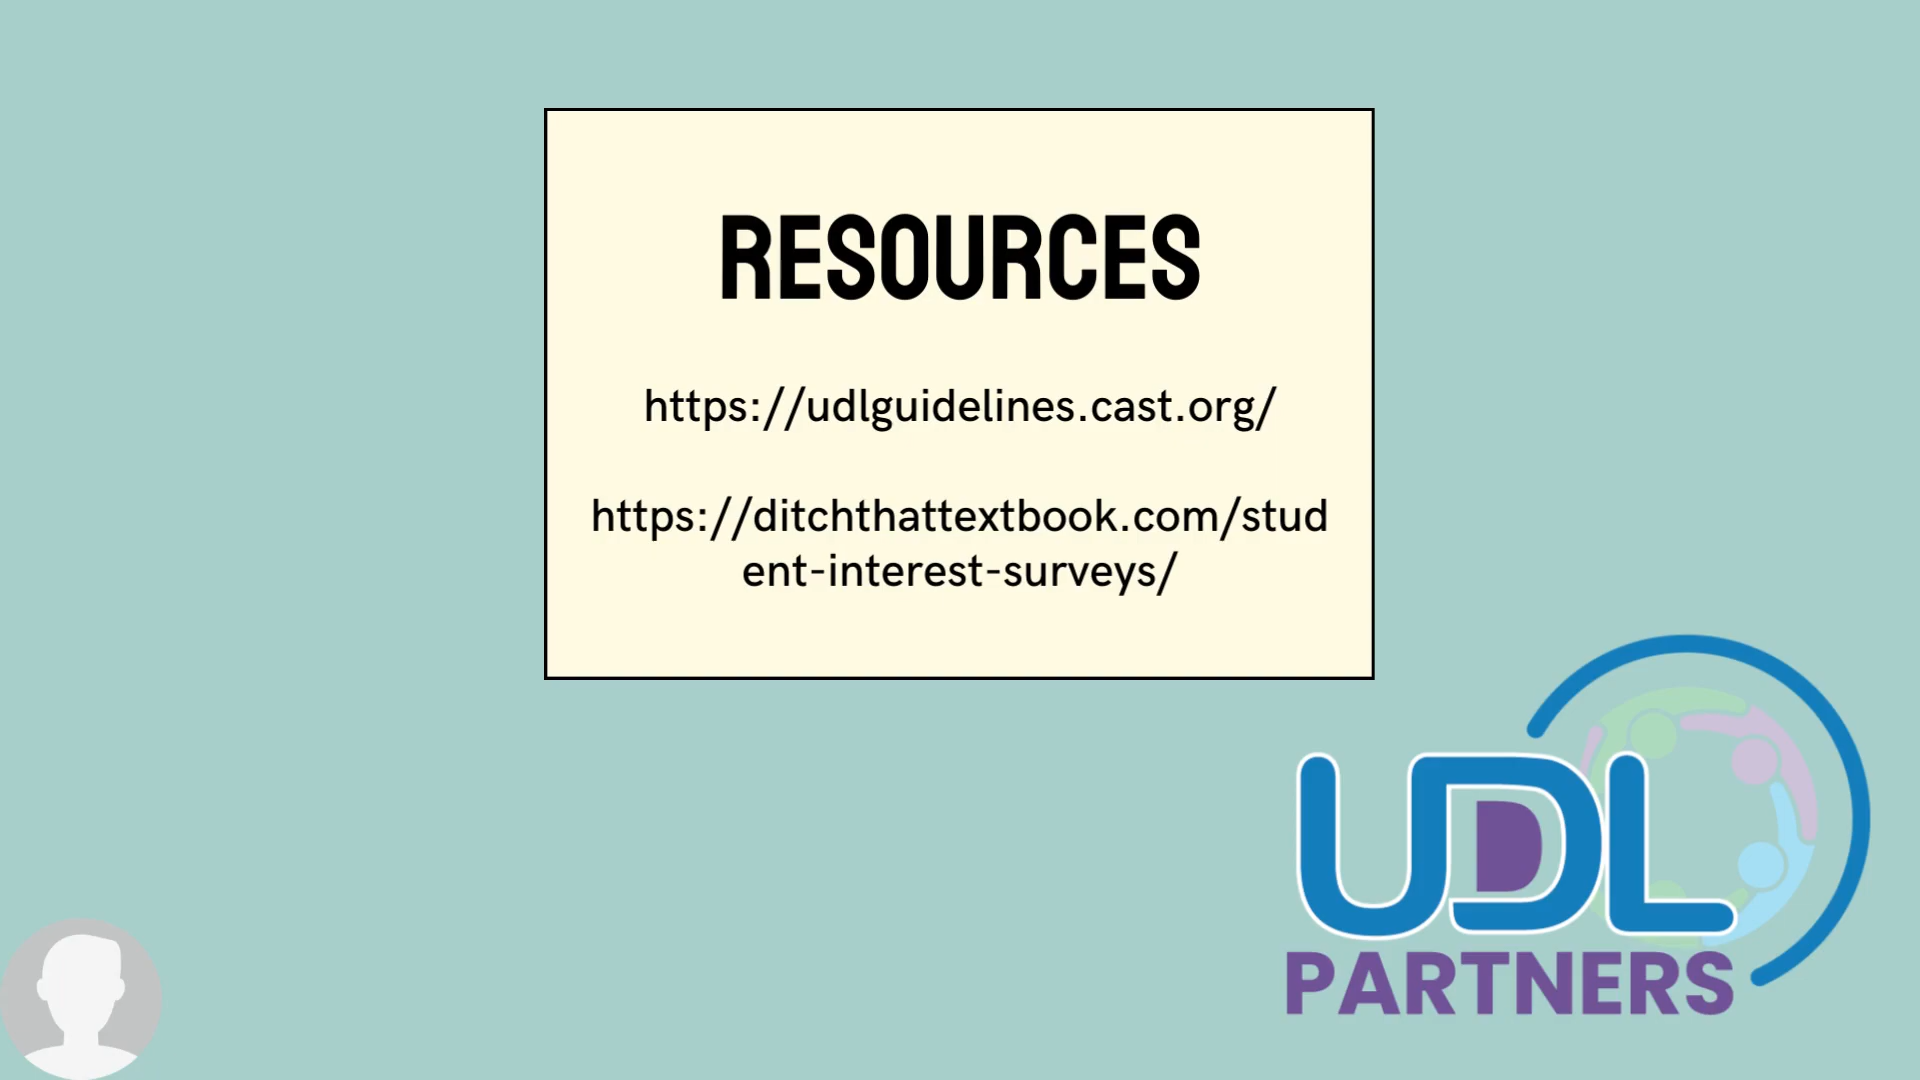 RESOURCES
https://udlguidelines.cast.org/
https://ditchthattextbook.com/stud
ent-interest-surveys/
UDL
PARTNERS